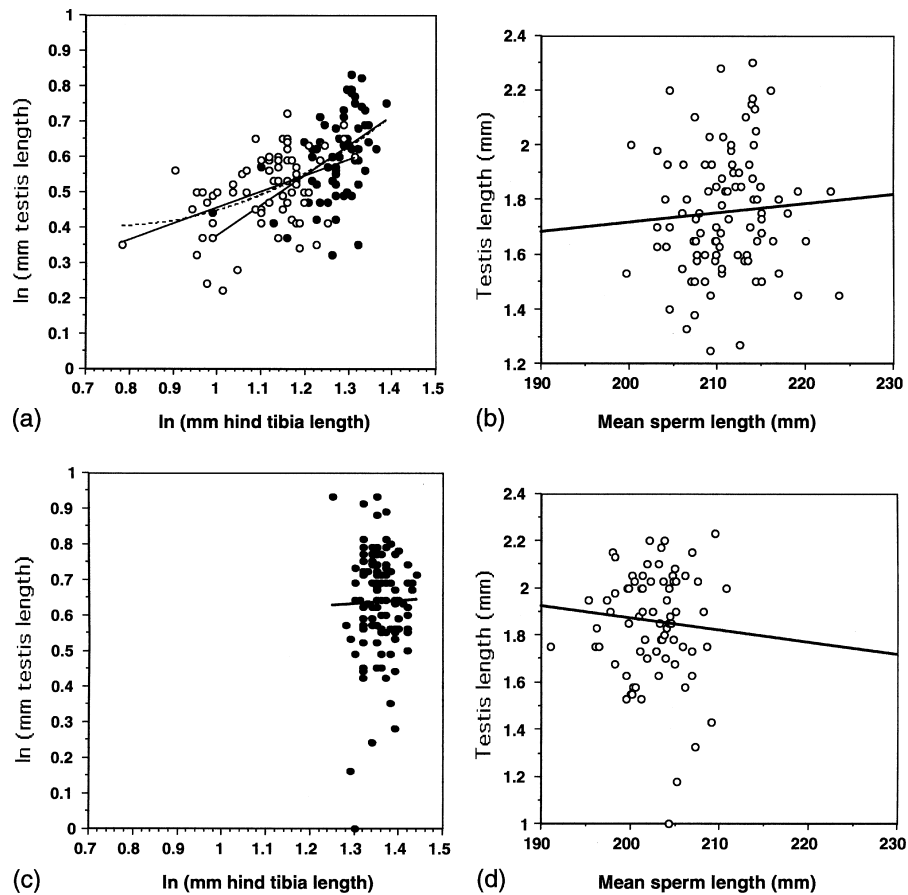 1
0.9
0.8
0.7
0.6
0.5
0.4
0.3
0.2
0.1
0
ln (mm testis length)
0.7 0.8 0.9 1 1.1 1.2 1.3 1.4 1.5
(a)
ln (mm hind tibia length)
2.4
2.2
2
1.8
1.6
1.4
1.2
Testis length (mm)
190 200 210 220 230
(b)
Mean sperm length (mm)
1
0.9
0.8
0.7
0.6
0.5
0.4
0.3
0.2
0.1
0
ln (mm testis length)
0.7 0.8 0.9 1 1.1 1.2 1.3 1.4 1.5
(c)
ln (mm hind tibia length)
2.4
2.2
2
1.8
1.6
1.4
1.2
1
Testis length (mm)
190 200 210 220 230
(d)
Mean sperm length (mm)